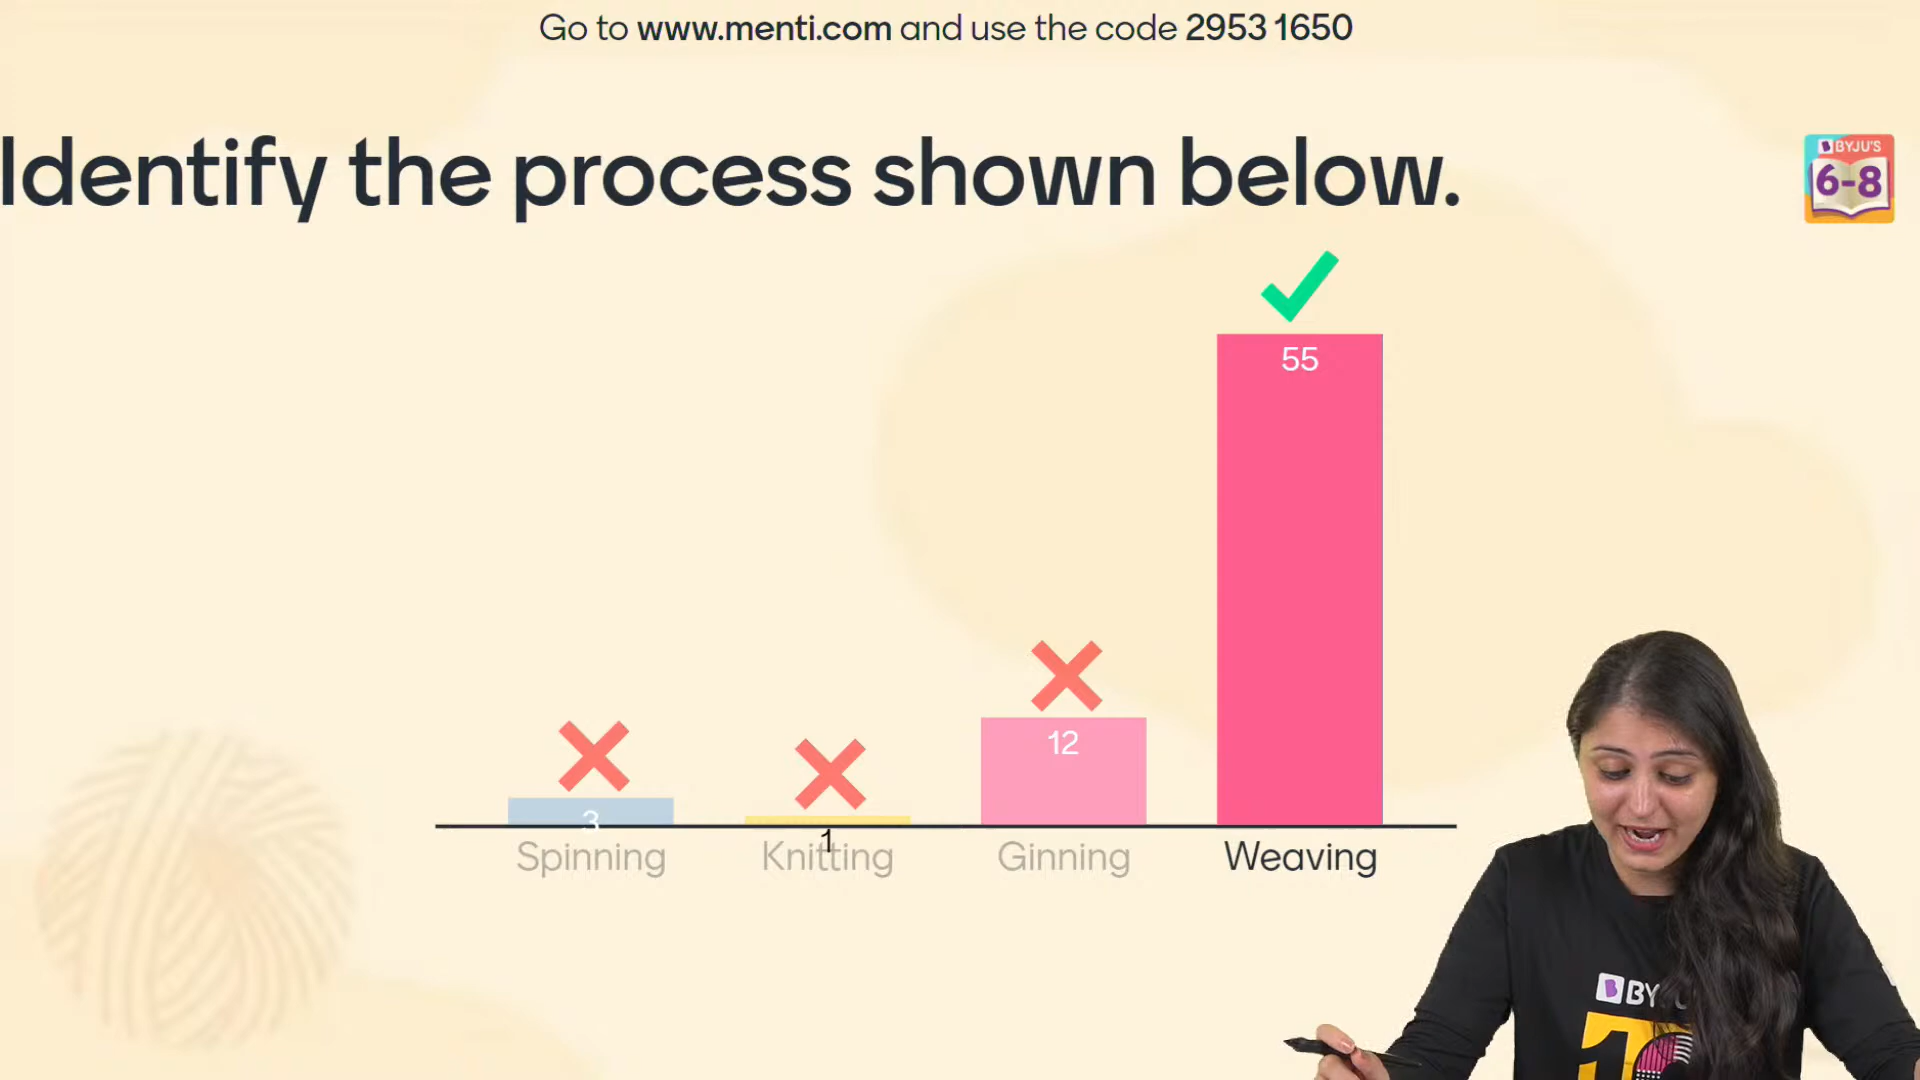 Go to www.menti.com and use the code 2953 1650
Identify the process shown below.
BYJU'S
6-8
55
12
3
1
Spinning
Knitting
Ginning
Weaving